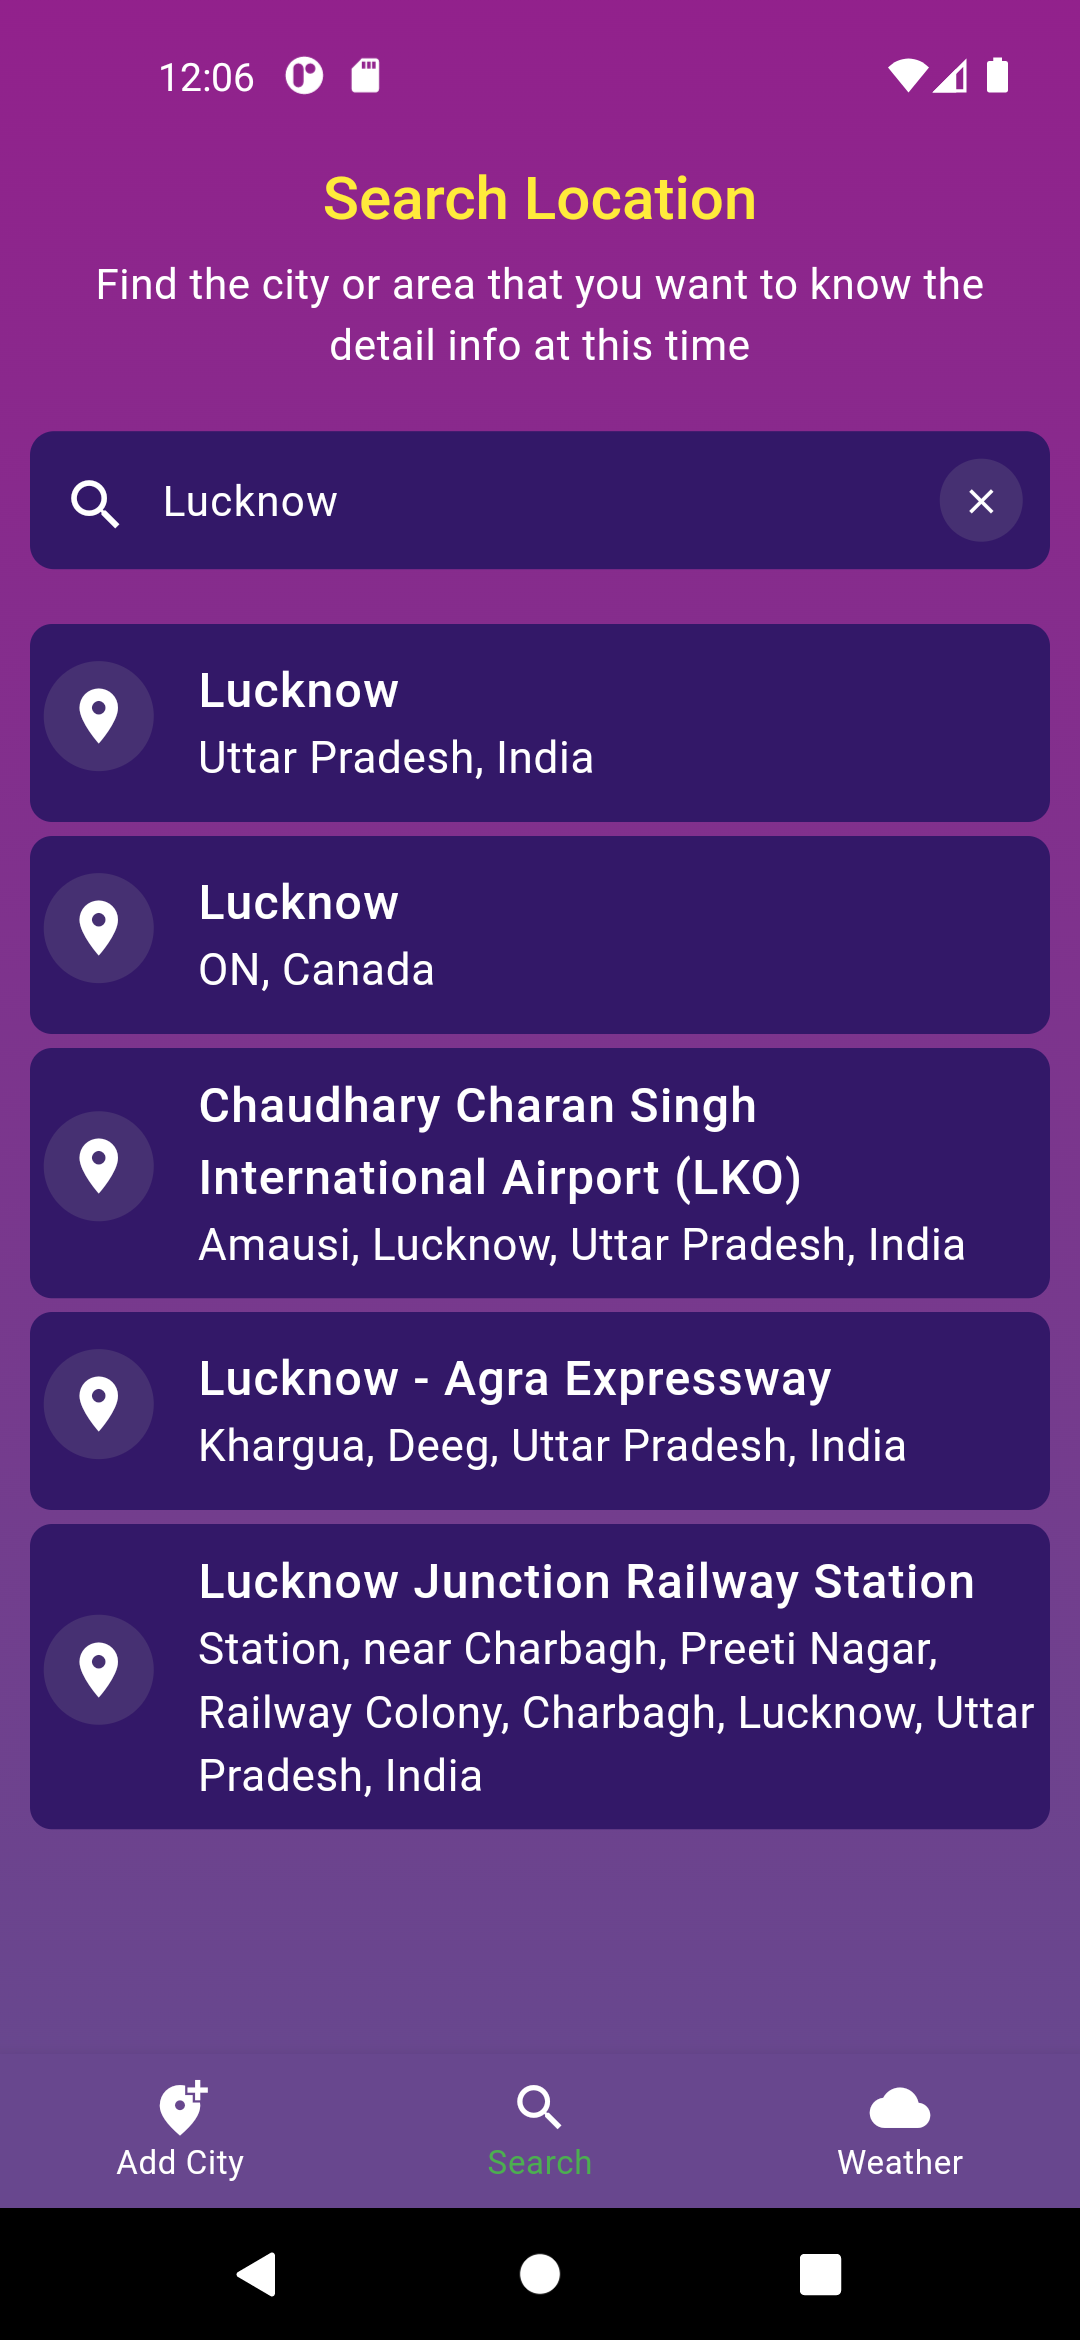 12:06
Search Location
Find the city or area that you want to know the
detail info at this time
Lucknow
Lucknow
Uttar Pradesh, India
Lucknow
ON, Canada
Chaudhary Charan Singh
International Airport (LKO)
Amausi, Lucknow, Uttar Pradesh, India
Lucknow - Agra Expressway
Khargua, Deeg, Uttar Pradesh, India
Lucknow Junction Railway Station
Station, near Charbagh, Preeti Nagar,
Railway Colony, Charbagh, Lucknow, Uttar
Pradesh, India
Add City
Search
Weather